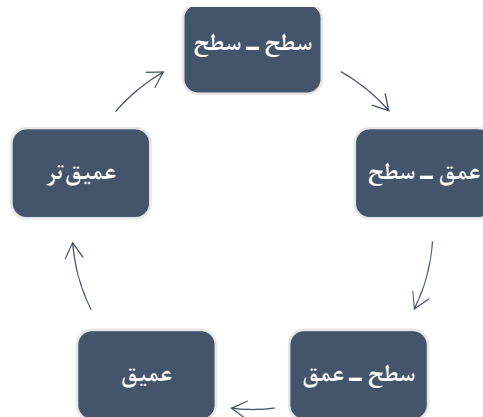 سطح – سطح
عمق – سطح
سطح – عمق
عمیق
عمیق‌تر